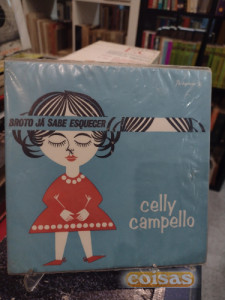 BROTO JÁ SABE ESQUECER
celly
campello
coisas